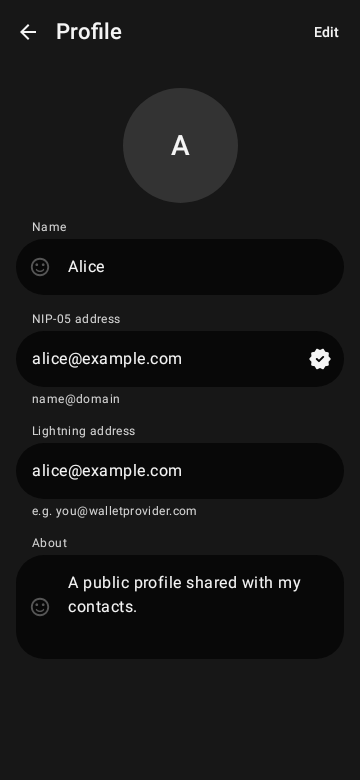 Profile
Edit
A
Name
Alice
NIP-05 address
alice@example.com
name@domain
Lightning address
alice@example.com
e.g. you@walletprovider.com
About
A public profile shared with my
contacts.